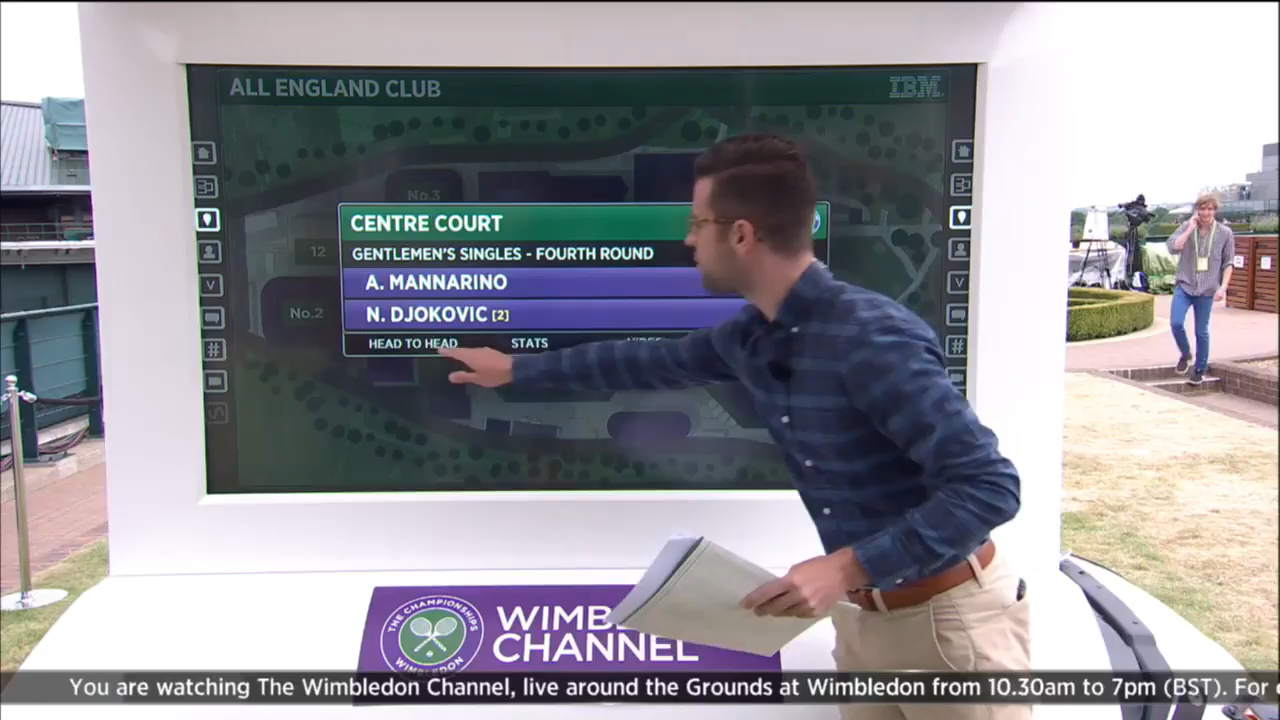 ALL ENGLAND CLUB
IBM
No.3
CENTRE COURT
12
GENTLEMEN'S SINGLES - FOURTH ROUND
A. MANNARINO
No.2
N. DJOKOVIC [2]
HEAD TO HEAD STATS
V
V
#
#
THE CHAMPIONSHIPS
WIMBLEDON
WIMB
CHANNEL
You are watching The Wimbledon Channel, live around the Grounds at Wimbledon from 10.30am to 7pm (BST). For